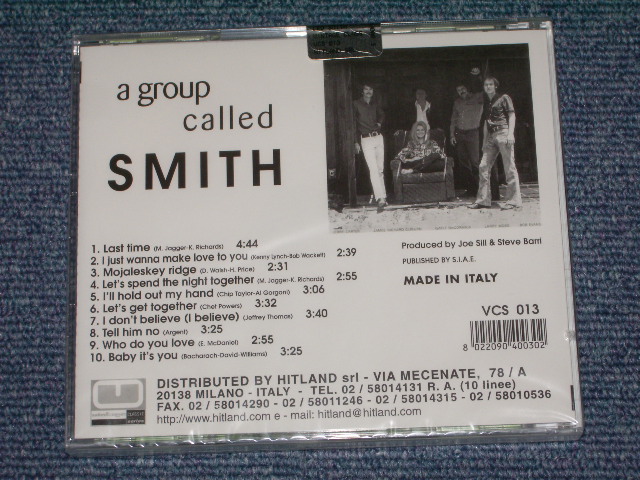 a group
called
SMITH
1. Last time (M. Jagger-K. Richards) 4:44
2. I just wanna make love to you (Kenny Lynch-Bob Wackett) 2:39
3. Mojaleskey ridge (D. Walsh-H. Price) 2:31
4. Let's spend the night together (M. Jagger-K. Richards) 2:55
5. I'll hold out my hand (Chip Taylor-Al Gorgoni) 3:06
6. Let's get together (Chet Powers) 3:32
7. I don't believe (I believe) (Joffrey Thomas) 3:40
8. Tell him no (Argent) 3:25
9. Who do you love (E. McDaniel) 2:55
10. Baby it's you (Bacharach-David-Williams) 3:25
Produced by Joe Sill & Steve Barri
PUBLISHED BY S.I.A.E.
MADE IN ITALY
VCS 013
8 022090 400302
DISTRIBUTED BY HITLAND srl - VIA MECENATE, 78 / A
20138 MILANO - ITALY - TEL. 02 / 58014131 R. A. (10 linee)
FAX. 02 / 58014290 - 02 / 58011246 - 02 / 58014315 - 02 / 58010536
http://www.hitland.com e - mail: hitland@hitland.com